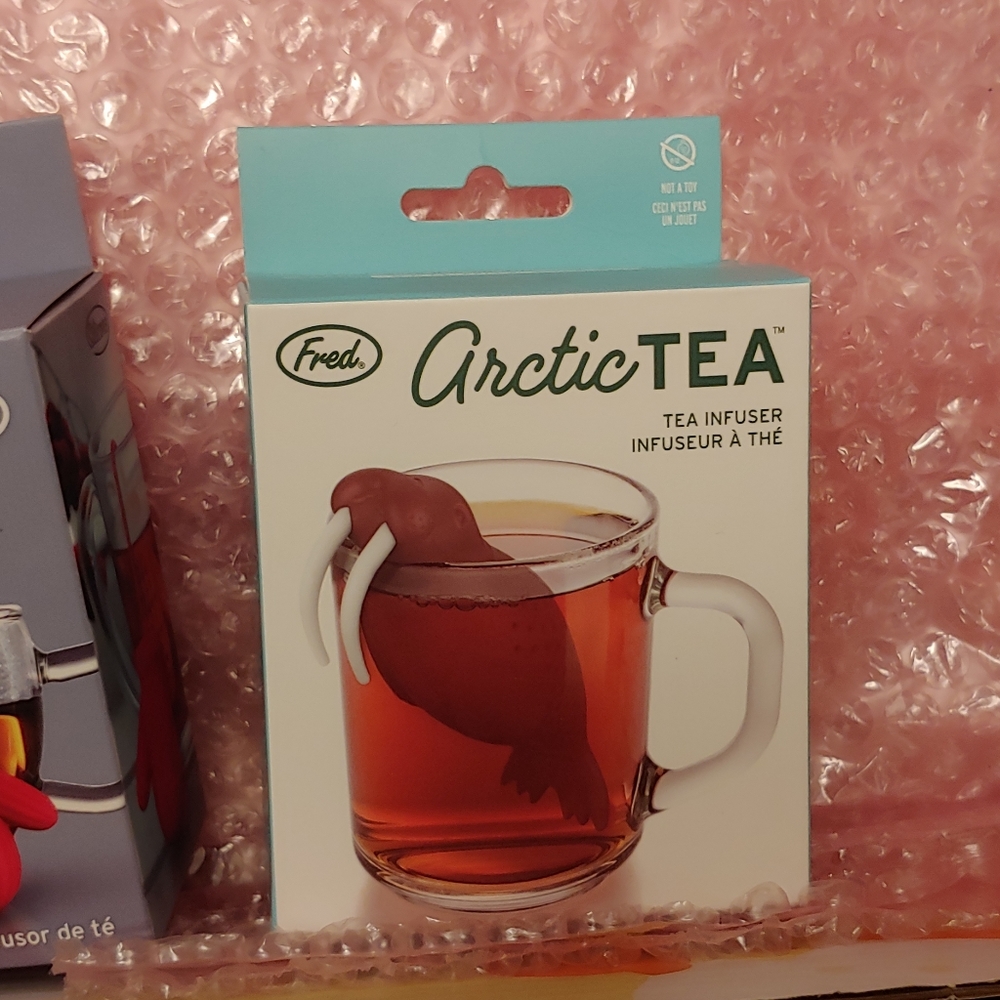 NOT A TOY
CECI N'EST PAS
UN JOUET
Fred®
ArcticTEA™
TEA INFUSER
INFUSEUR À THÉ
usor de té